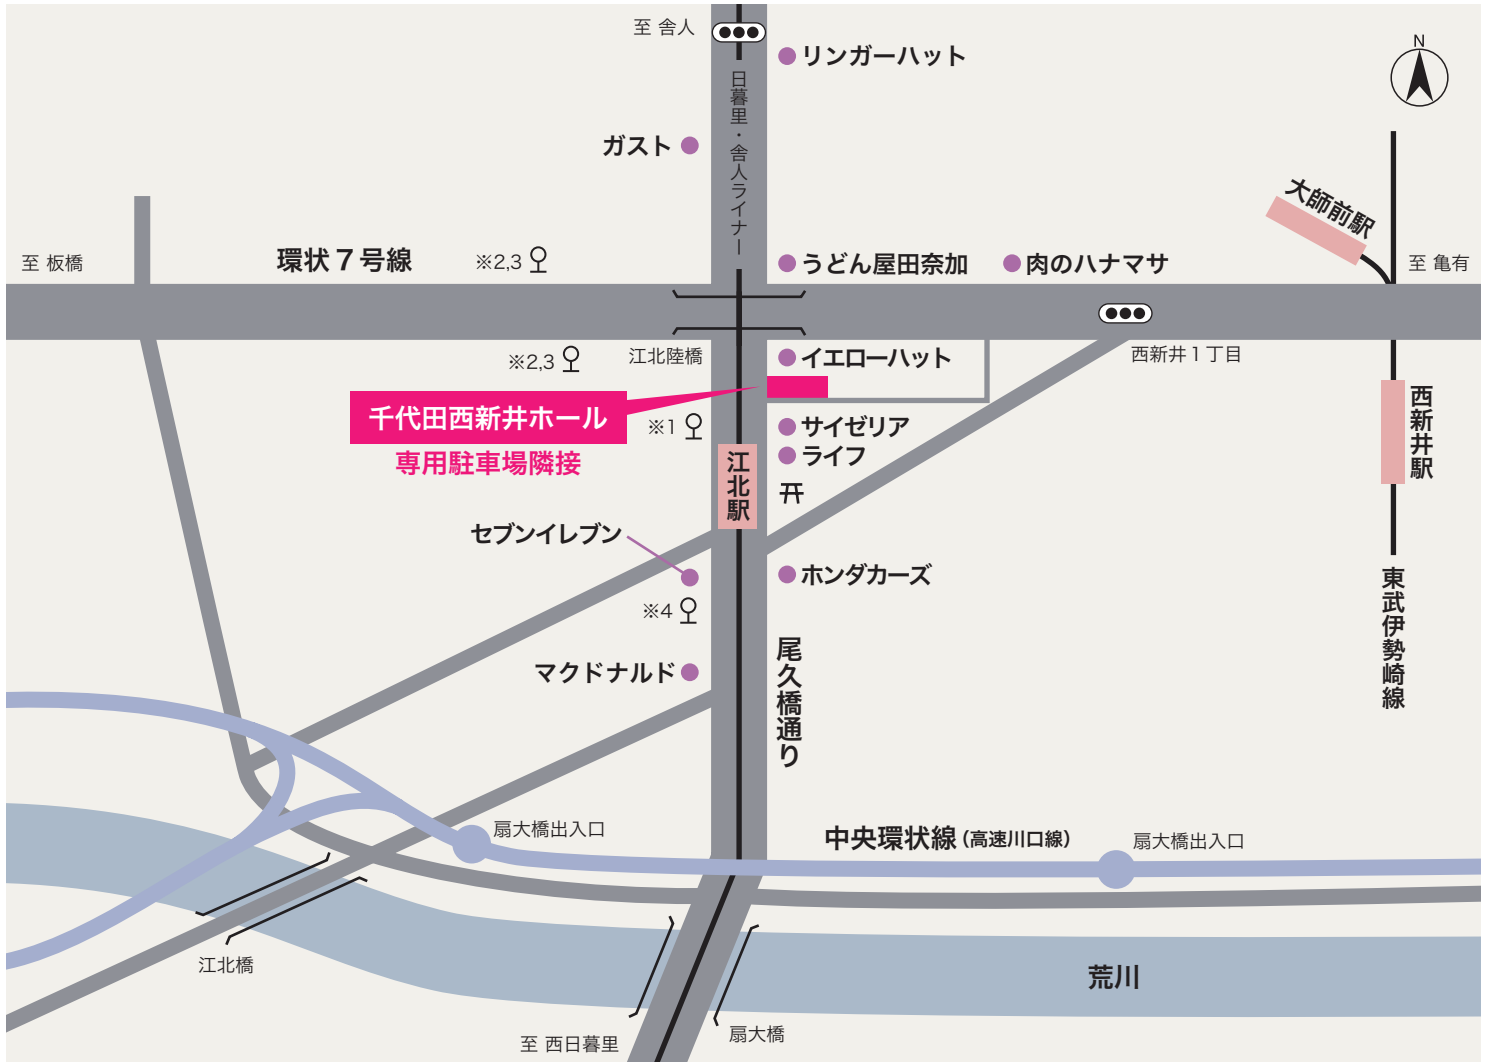 至 舎人
リンガーハット
N
日暮里・舎人ライナー
ガスト
大師前駅
至 板橋
環状７号線
※2,3
うどん屋田奈加
肉のハナマサ
至 亀有
※2,3
江北陸橋
イエローハット
西新井１丁目
千代田西新井ホール
専用駐車場隣接
※1
サイゼリア
ライフ
江北駅
西新井駅
セブンイレブン
ホンダカーズ
※4
マクドナルド
尾久橋通り
東武伊勢崎線
扇大橋出入口
中央環状線（高速川口線）
扇大橋出入口
江北橋
荒川
扇大橋
至 西日暮里